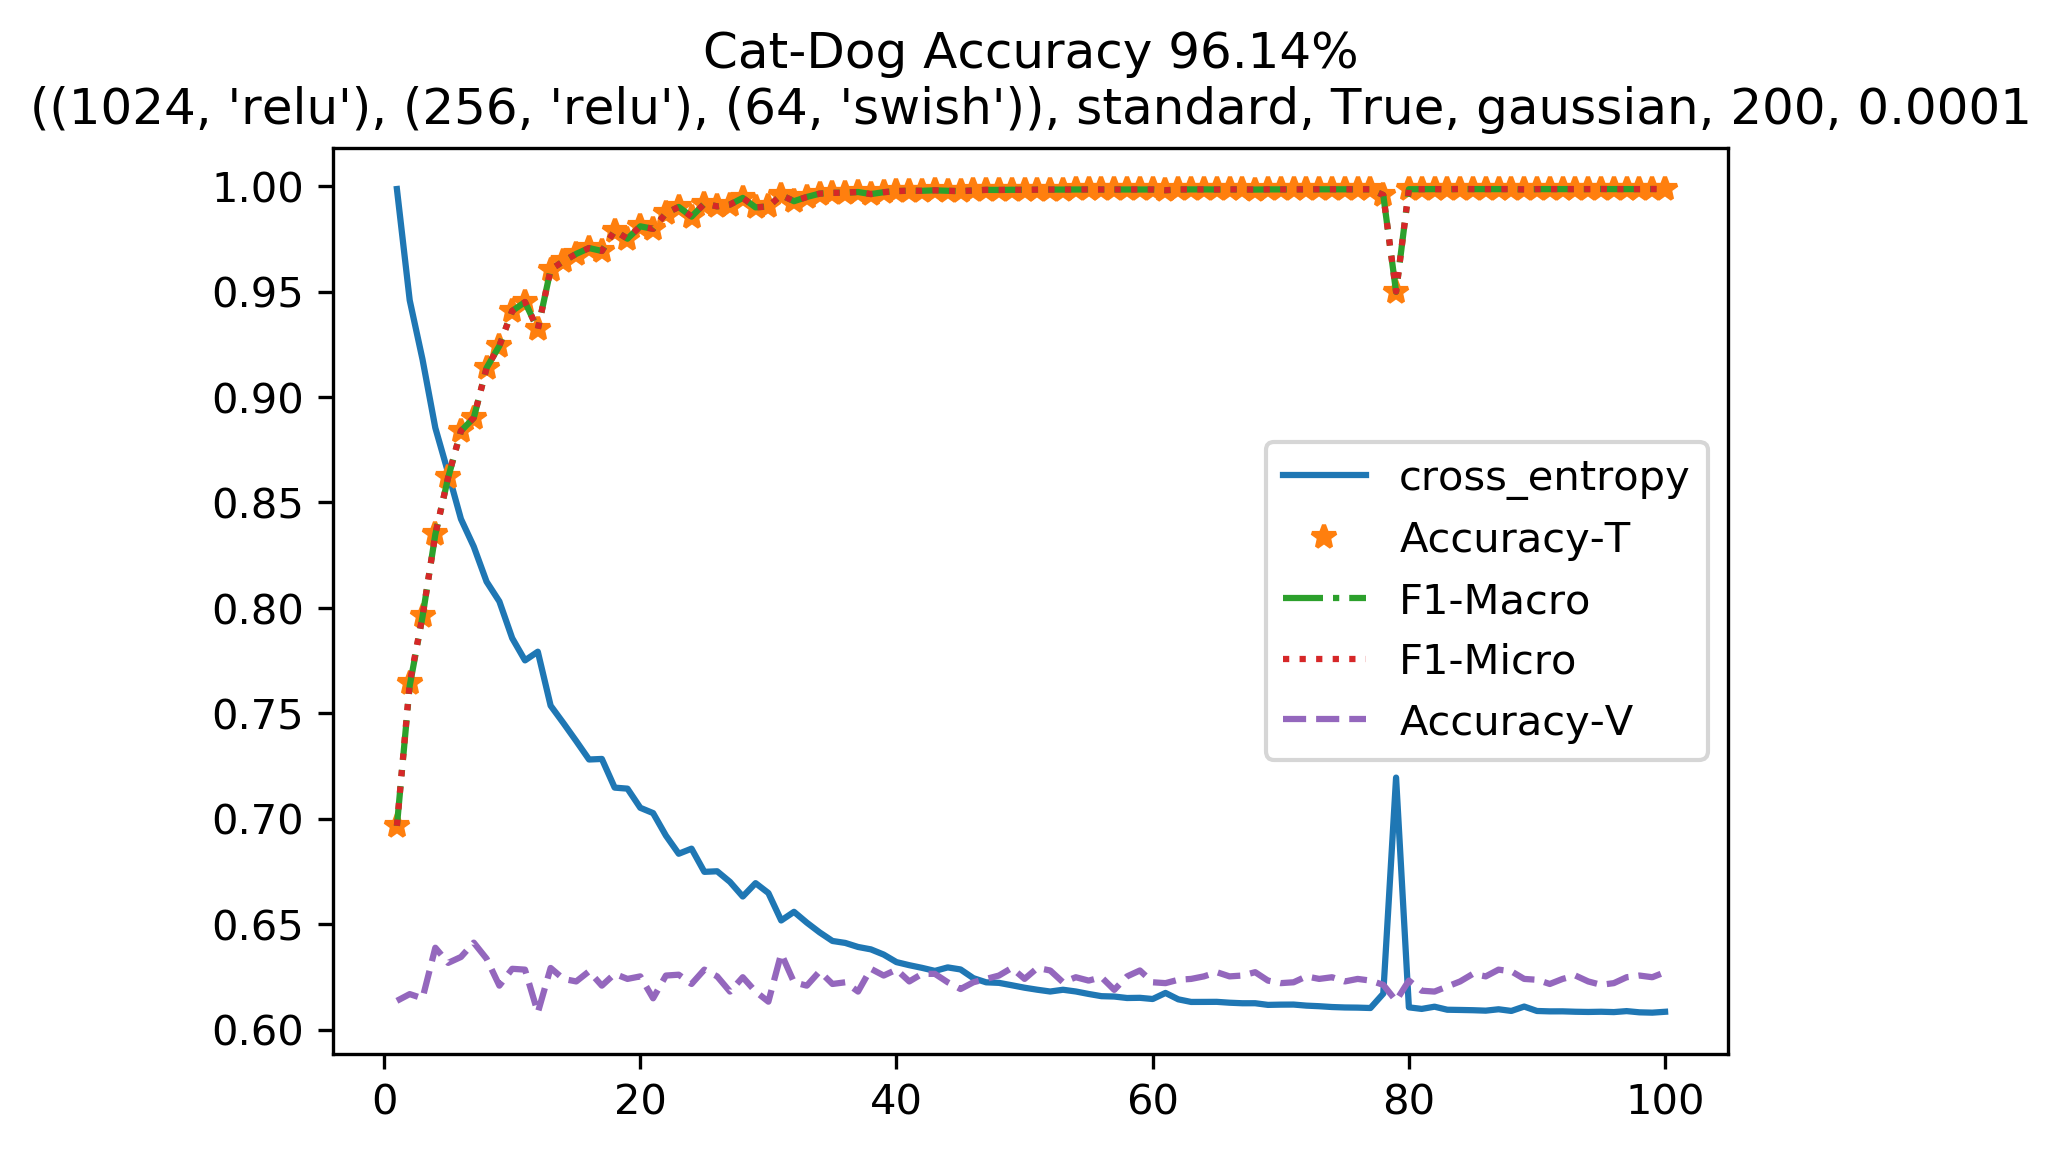 Cat-Dog Accuracy 96.14%
((1024, 'relu'), (256, 'relu'), (64, 'swish')), standard, True, gaussian, 200, 0.0001
1.00
0.95
0.90
0.85
0.80
0.75
0.70
0.65
0.60
cross_entropy
Accuracy-T
F1-Macro
F1-Micro
Accuracy-V
0 20 40 60 80 100